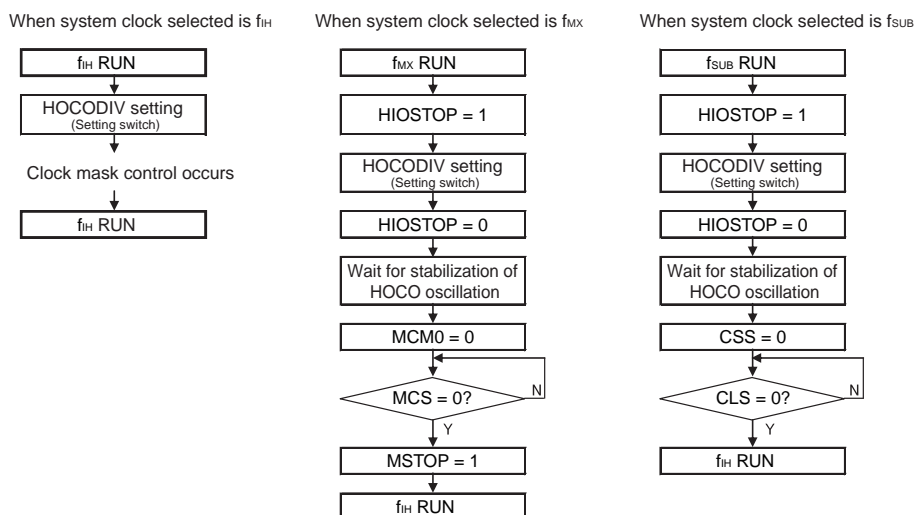 When system clock selected is fIH
fIH RUN
HOCODIV setting
(Setting switch)
Clock mask control occurs
fIH RUN
When system clock selected is fMX
fMX RUN
HIOSTOP = 1
HOCODIV setting
(Setting switch)
HIOSTOP = 0
Wait for stabilization of
HOCO oscillation
MCM0 = 0
MCS = 0?
N
Y
MSTOP = 1
fIH RUN
When system clock selected is fSUB
fSUB RUN
HIOSTOP = 1
HOCODIV setting
(Setting switch)
HIOSTOP = 0
Wait for stabilization of
HOCO oscillation
CSS = 0
CLS = 0?
N
Y
fIH RUN